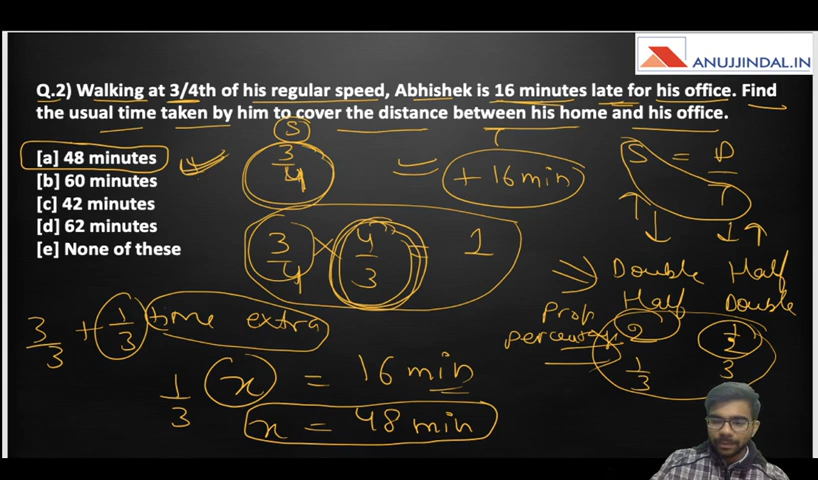 ANUJJINDAL.IN
Q.2) Walking at 3/4th of his regular speed, Abhishek is 16 minutes late for his office. Find
the usual time taken by him to cover the distance between his home and his office.
S
T
[a] 48 minutes
3/4 = +16 min
S = D/T
[b] 60 minutes
[c] 42 minutes
[d] 62 minutes
[e] None of these
3/4 × 4/3 = 1
Double Half
Half Double
Prop
percentage
2 1/2
1/3 3
3/3 + 1/3 time extra
1/3 x = 16 min
x = 48 min